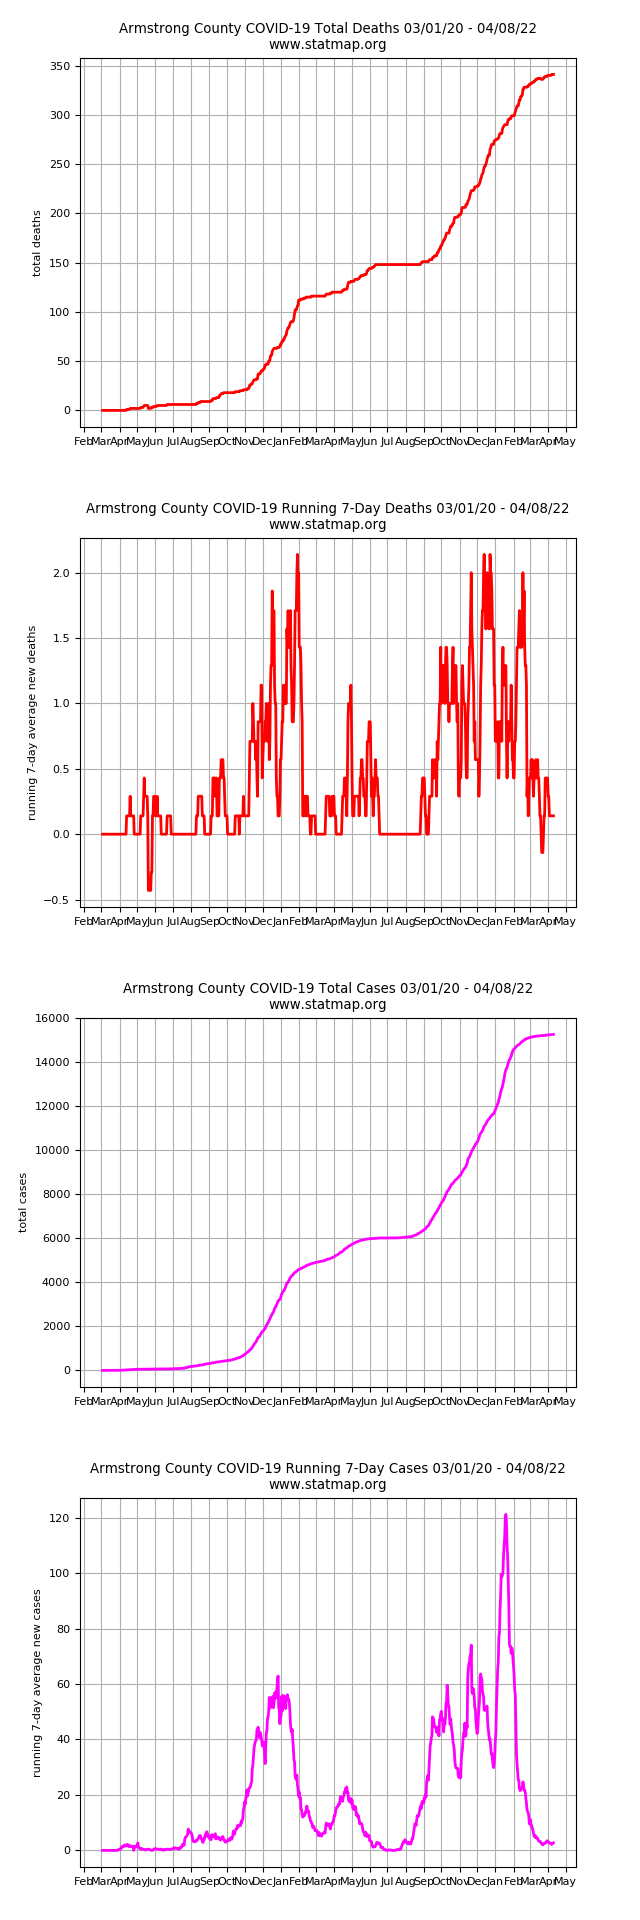 Armstrong County COVID-19 Total Deaths 03/01/20 - 04/08/22
www.statmap.org
350
300
250
200
150
100
50
0
total deaths
Feb Mar Apr May Jun Jul Aug Sep Oct Nov Dec Jan Feb Mar Apr May Jun Jul Aug Sep Oct Nov Dec Jan Feb Mar Apr May
Armstrong County COVID-19 Running 7-Day Deaths 03/01/20 - 04/08/22
www.statmap.org
2.0
1.5
1.0
0.5
0.0
−0.5
running 7-day average new deaths
Feb Mar Apr May Jun Jul Aug Sep Oct Nov Dec Jan Feb Mar Apr May Jun Jul Aug Sep Oct Nov Dec Jan Feb Mar Apr May
Armstrong County COVID-19 Total Cases 03/01/20 - 04/08/22
www.statmap.org
16000
14000
12000
10000
8000
6000
4000
2000
0
total cases
Feb Mar Apr May Jun Jul Aug Sep Oct Nov Dec Jan Feb Mar Apr May Jun Jul Aug Sep Oct Nov Dec Jan Feb Mar Apr May
Armstrong County COVID-19 Running 7-Day Cases 03/01/20 - 04/08/22
www.statmap.org
120
100
80
60
40
20
0
running 7-day average new cases
Feb Mar Apr May Jun Jul Aug Sep Oct Nov Dec Jan Feb Mar Apr May Jun Jul Aug Sep Oct Nov Dec Jan Feb Mar Apr May